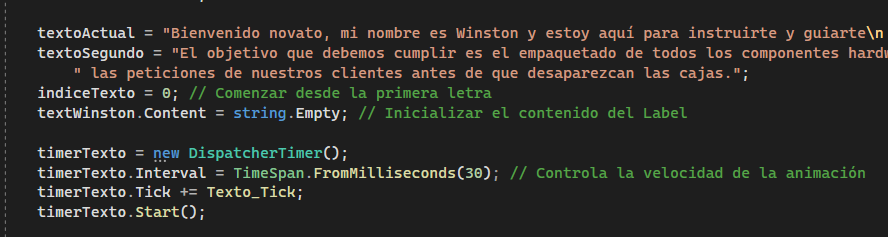 textoActual = "Bienvenido novato, mi nombre es Winston y estoy aquí para instruirte y guiarte\n
textoSegundo = "El objetivo que debemos cumplir es el empaquetado de todos los componentes
" las peticiones de nuestros clientes antes de que desaparezcan las cajas.";
indiceTexto = 0; // Comenzar desde la primera letra
textWinston.Content = string.Empty; // Inicializar el contenido del Label
timerTexto = new DispatcherTimer();
timerTexto.Interval = TimeSpan.FromMilliseconds(30); // Controla la velocidad de la animación
timerTexto.Tick += Texto_Tick;
timerTexto.Start();